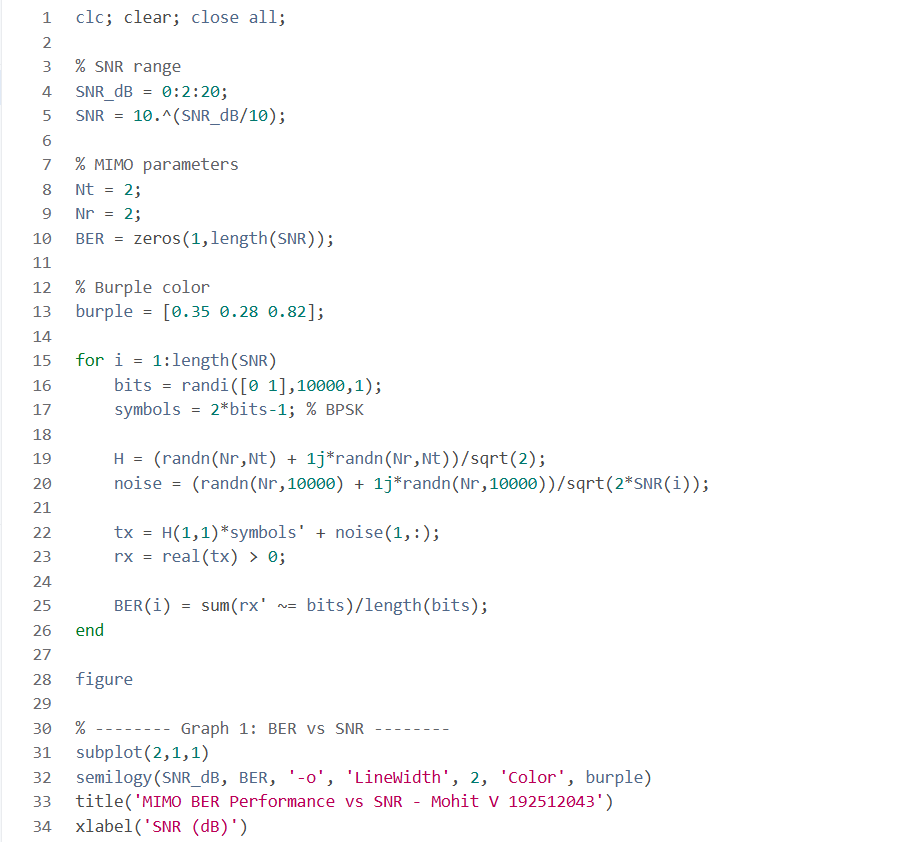 1 clc; clear; close all;
2
3 % SNR range
4 SNR_dB = 0:2:20;
5 SNR = 10.^(SNR_dB/10);
6
7 % MIMO parameters
8 Nt = 2;
9 Nr = 2;
10 BER = zeros(1,length(SNR));
11
12 % Burple color
13 burple = [0.35 0.28 0.82];
14
15 for i = 1:length(SNR)
16 bits = randi([0 1],10000,1);
17 symbols = 2*bits-1; % BPSK
18
19 H = (randn(Nr,Nt) + 1j*randn(Nr,Nt))/sqrt(2);
20 noise = (randn(Nr,10000) + 1j*randn(Nr,10000))/sqrt(2*SNR(i));
21
22 tx = H(1,1)*symbols' + noise(1,:);
23 rx = real(tx) > 0;
24
25 BER(i) = sum(rx' ~= bits)/length(bits);
26 end
27
28 figure
29
30 % -------- Graph 1: BER vs SNR --------
31 subplot(2,1,1)
32 semilogy(SNR_dB, BER, '-o', 'LineWidth', 2, 'Color', burple)
33 title('MIMO BER Performance vs SNR - Mohit V 192512043')
34 xlabel('SNR (dB)')